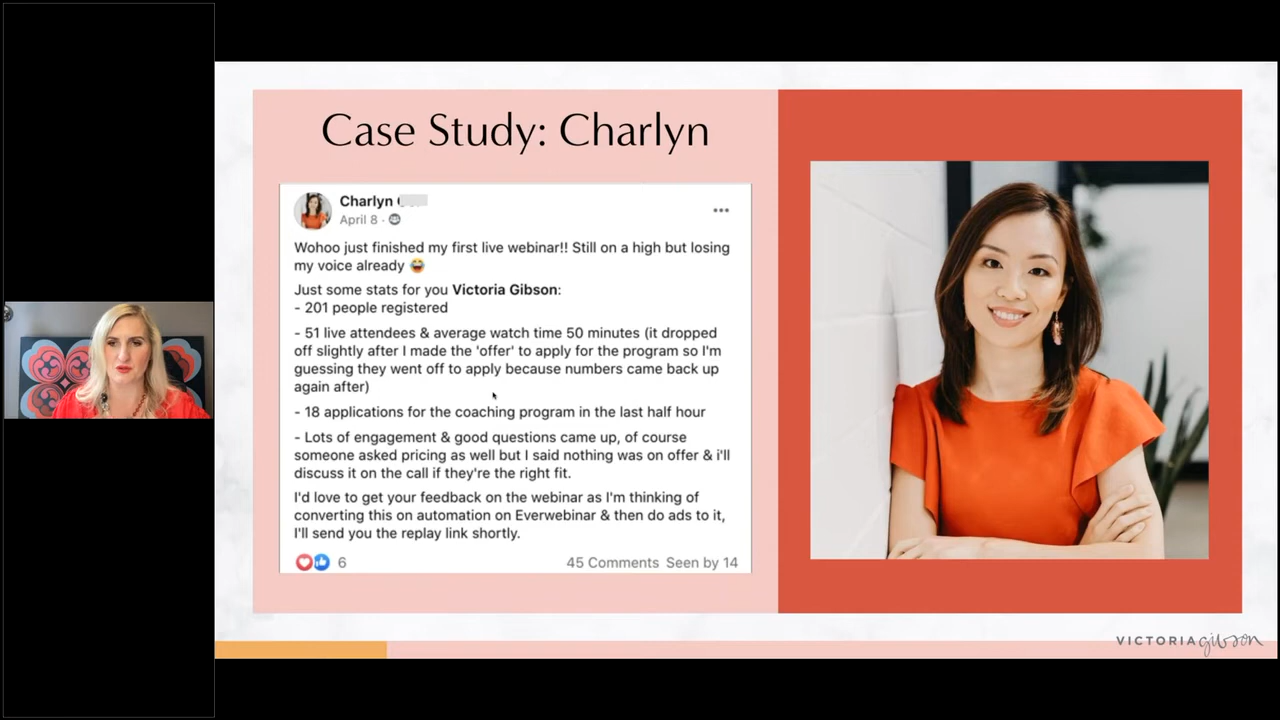 Case Study: Charlyn
Charlyn
April 8 ·
Wohoo just finished my first live webinar!! Still on a high but losing
my voice already 😂
Just some stats for you Victoria Gibson:
- 201 people registered
- 51 live attendees & average watch time 50 minutes (it dropped
off slightly after I made the 'offer' to apply for the program so I'm
guessing they went off to apply because numbers came back up
again after)
- 18 applications for the coaching program in the last half hour
- Lots of engagement & good questions came up, of course
someone asked pricing as well but I said nothing was on offer & i'll
discuss it on the call if they're the right fit.
I'd love to get your feedback on the webinar as I'm thinking of
converting this on automation on Everwebinar & then do ads to it,
I'll send you the replay link shortly.
6
45 Comments Seen by 14
VICTORIA gibson